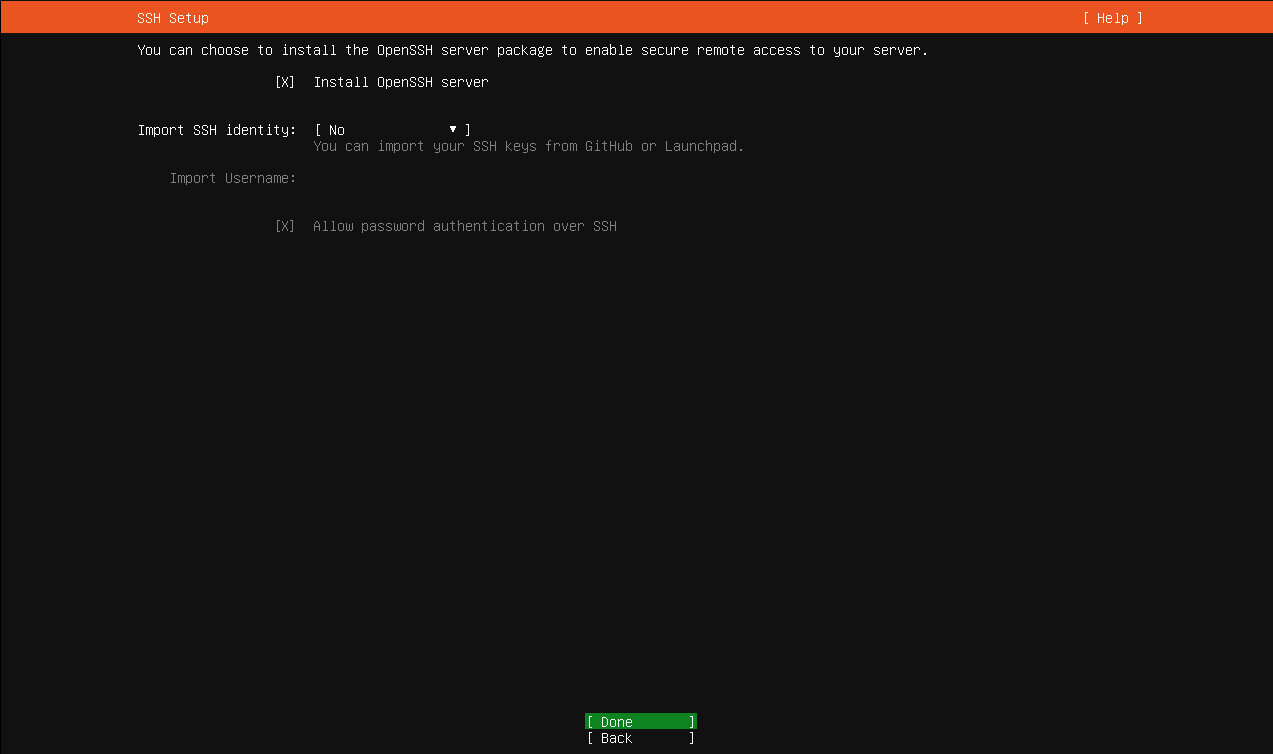 SSH Setup [ Help ]
You can choose to install the OpenSSH server package to enable secure remote access to your server.
[X] Install OpenSSH server
Import SSH identity: [ No ▼ ]
You can import your SSH keys from GitHub or Launchpad.
Import Username:
[X] Allow password authentication over SSH
[ Done ]
[ Back ]